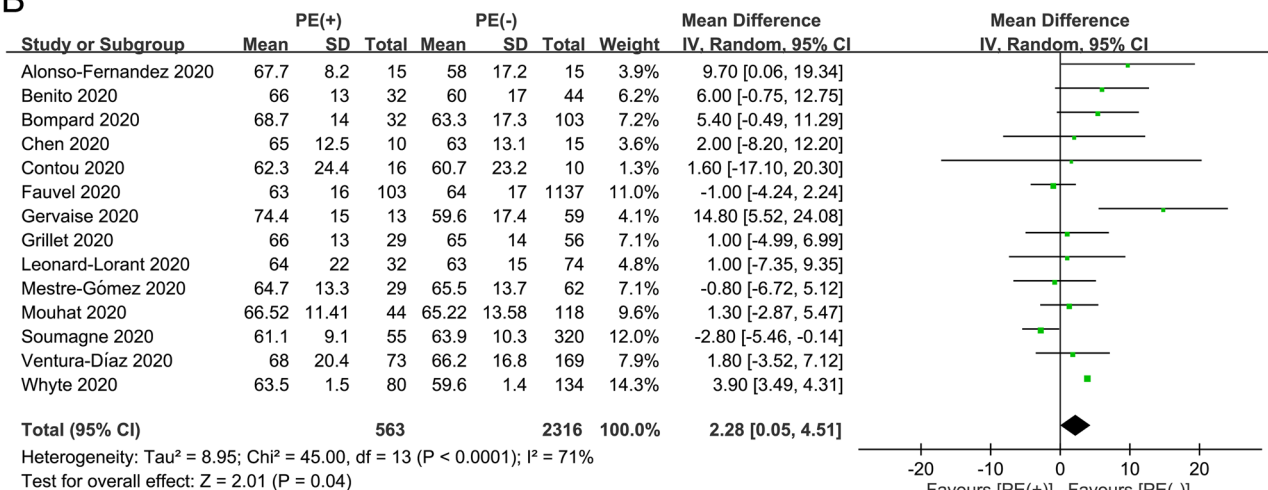 B
PE(+) PE(-) Mean Difference Mean Difference
Study or Subgroup Mean SD Total Mean SD Total Weight IV, Random, 95% CI IV, Random, 95% CI
Alonso-Fernandez 2020 67.7 8.2 15 58 17.2 15 3.9% 9.70 [0.06, 19.34]
Benito 2020 66 13 32 60 17 44 6.2% 6.00 [-0.75, 12.75]
Bompard 2020 68.7 14 32 63.3 17.3 103 7.2% 5.40 [-0.49, 11.29]
Chen 2020 65 12.5 10 63 13.1 15 3.6% 2.00 [-8.20, 12.20]
Contou 2020 62.3 24.4 16 60.7 23.2 10 1.3% 1.60 [-17.10, 20.30]
Fauvel 2020 63 16 103 64 17 1137 11.0% -1.00 [-4.24, 2.24]
Gervaise 2020 74.4 15 13 59.6 17.4 59 4.1% 14.80 [5.52, 24.08]
Grillet 2020 66 13 29 65 14 56 7.1% 1.00 [-4.99, 6.99]
Leonard-Lorant 2020 64 22 32 63 15 74 4.8% 1.00 [-7.35, 9.35]
Mestre-Gómez 2020 64.7 13.3 29 65.5 13.7 62 7.1% -0.80 [-6.72, 5.12]
Mouhat 2020 66.52 11.41 44 65.22 13.58 118 9.6% 1.30 [-2.87, 5.47]
Soumagne 2020 61.1 9.1 55 63.9 10.3 320 12.0% -2.80 [-5.46, -0.14]
Ventura-Díaz 2020 68 20.4 73 66.2 16.8 169 7.9% 1.80 [-3.52, 7.12]
Whyte 2020 63.5 1.5 80 59.6 1.4 134 14.3% 3.90 [3.49, 4.31]
Total (95% CI) 563 2316 100.0% 2.28 [0.05, 4.51]
Heterogeneity: Tau² = 8.95; Chi² = 45.00, df = 13 (P < 0.0001); I² = 71%
Test for overall effect: Z = 2.01 (P = 0.04)
-20 -10 0 10 20
Favours [PE(+)] Favours [PE(-)]